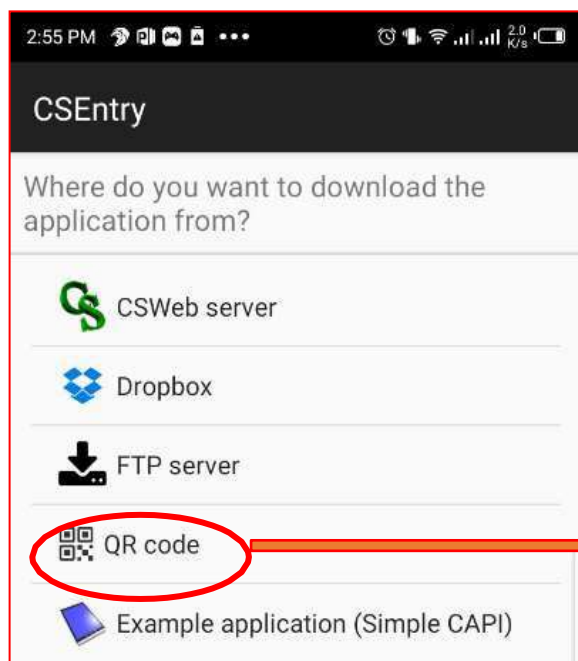 2:55 PM ••• 2.0 K/s
CSEntry
Where do you want to download the
application from?
CSWeb server
Dropbox
FTP server
QR code
Example application (Simple CAPI)